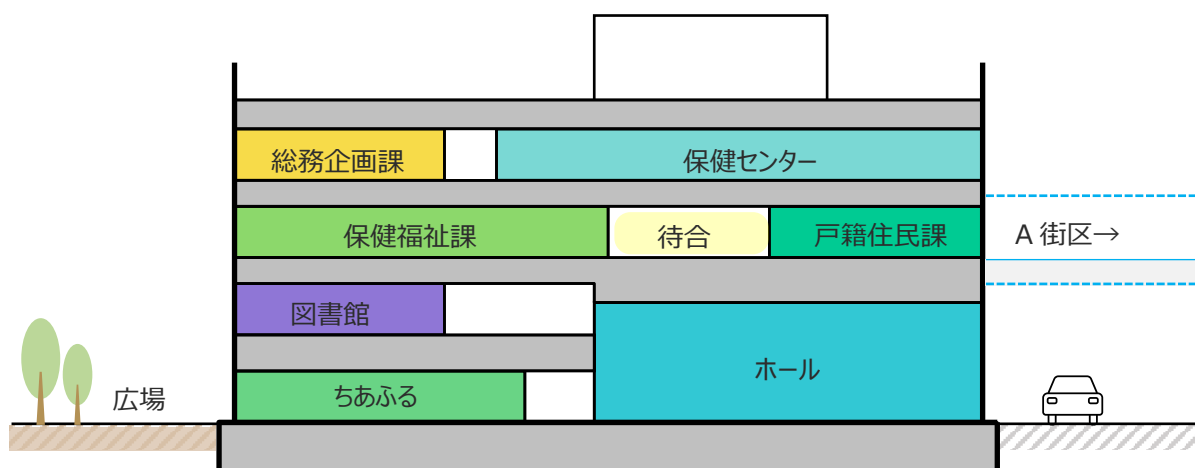 総務企画課
保健センター
保健福祉課
待合
戸籍住民課
A 街区→
図書館
ホール
ちあふる
広場